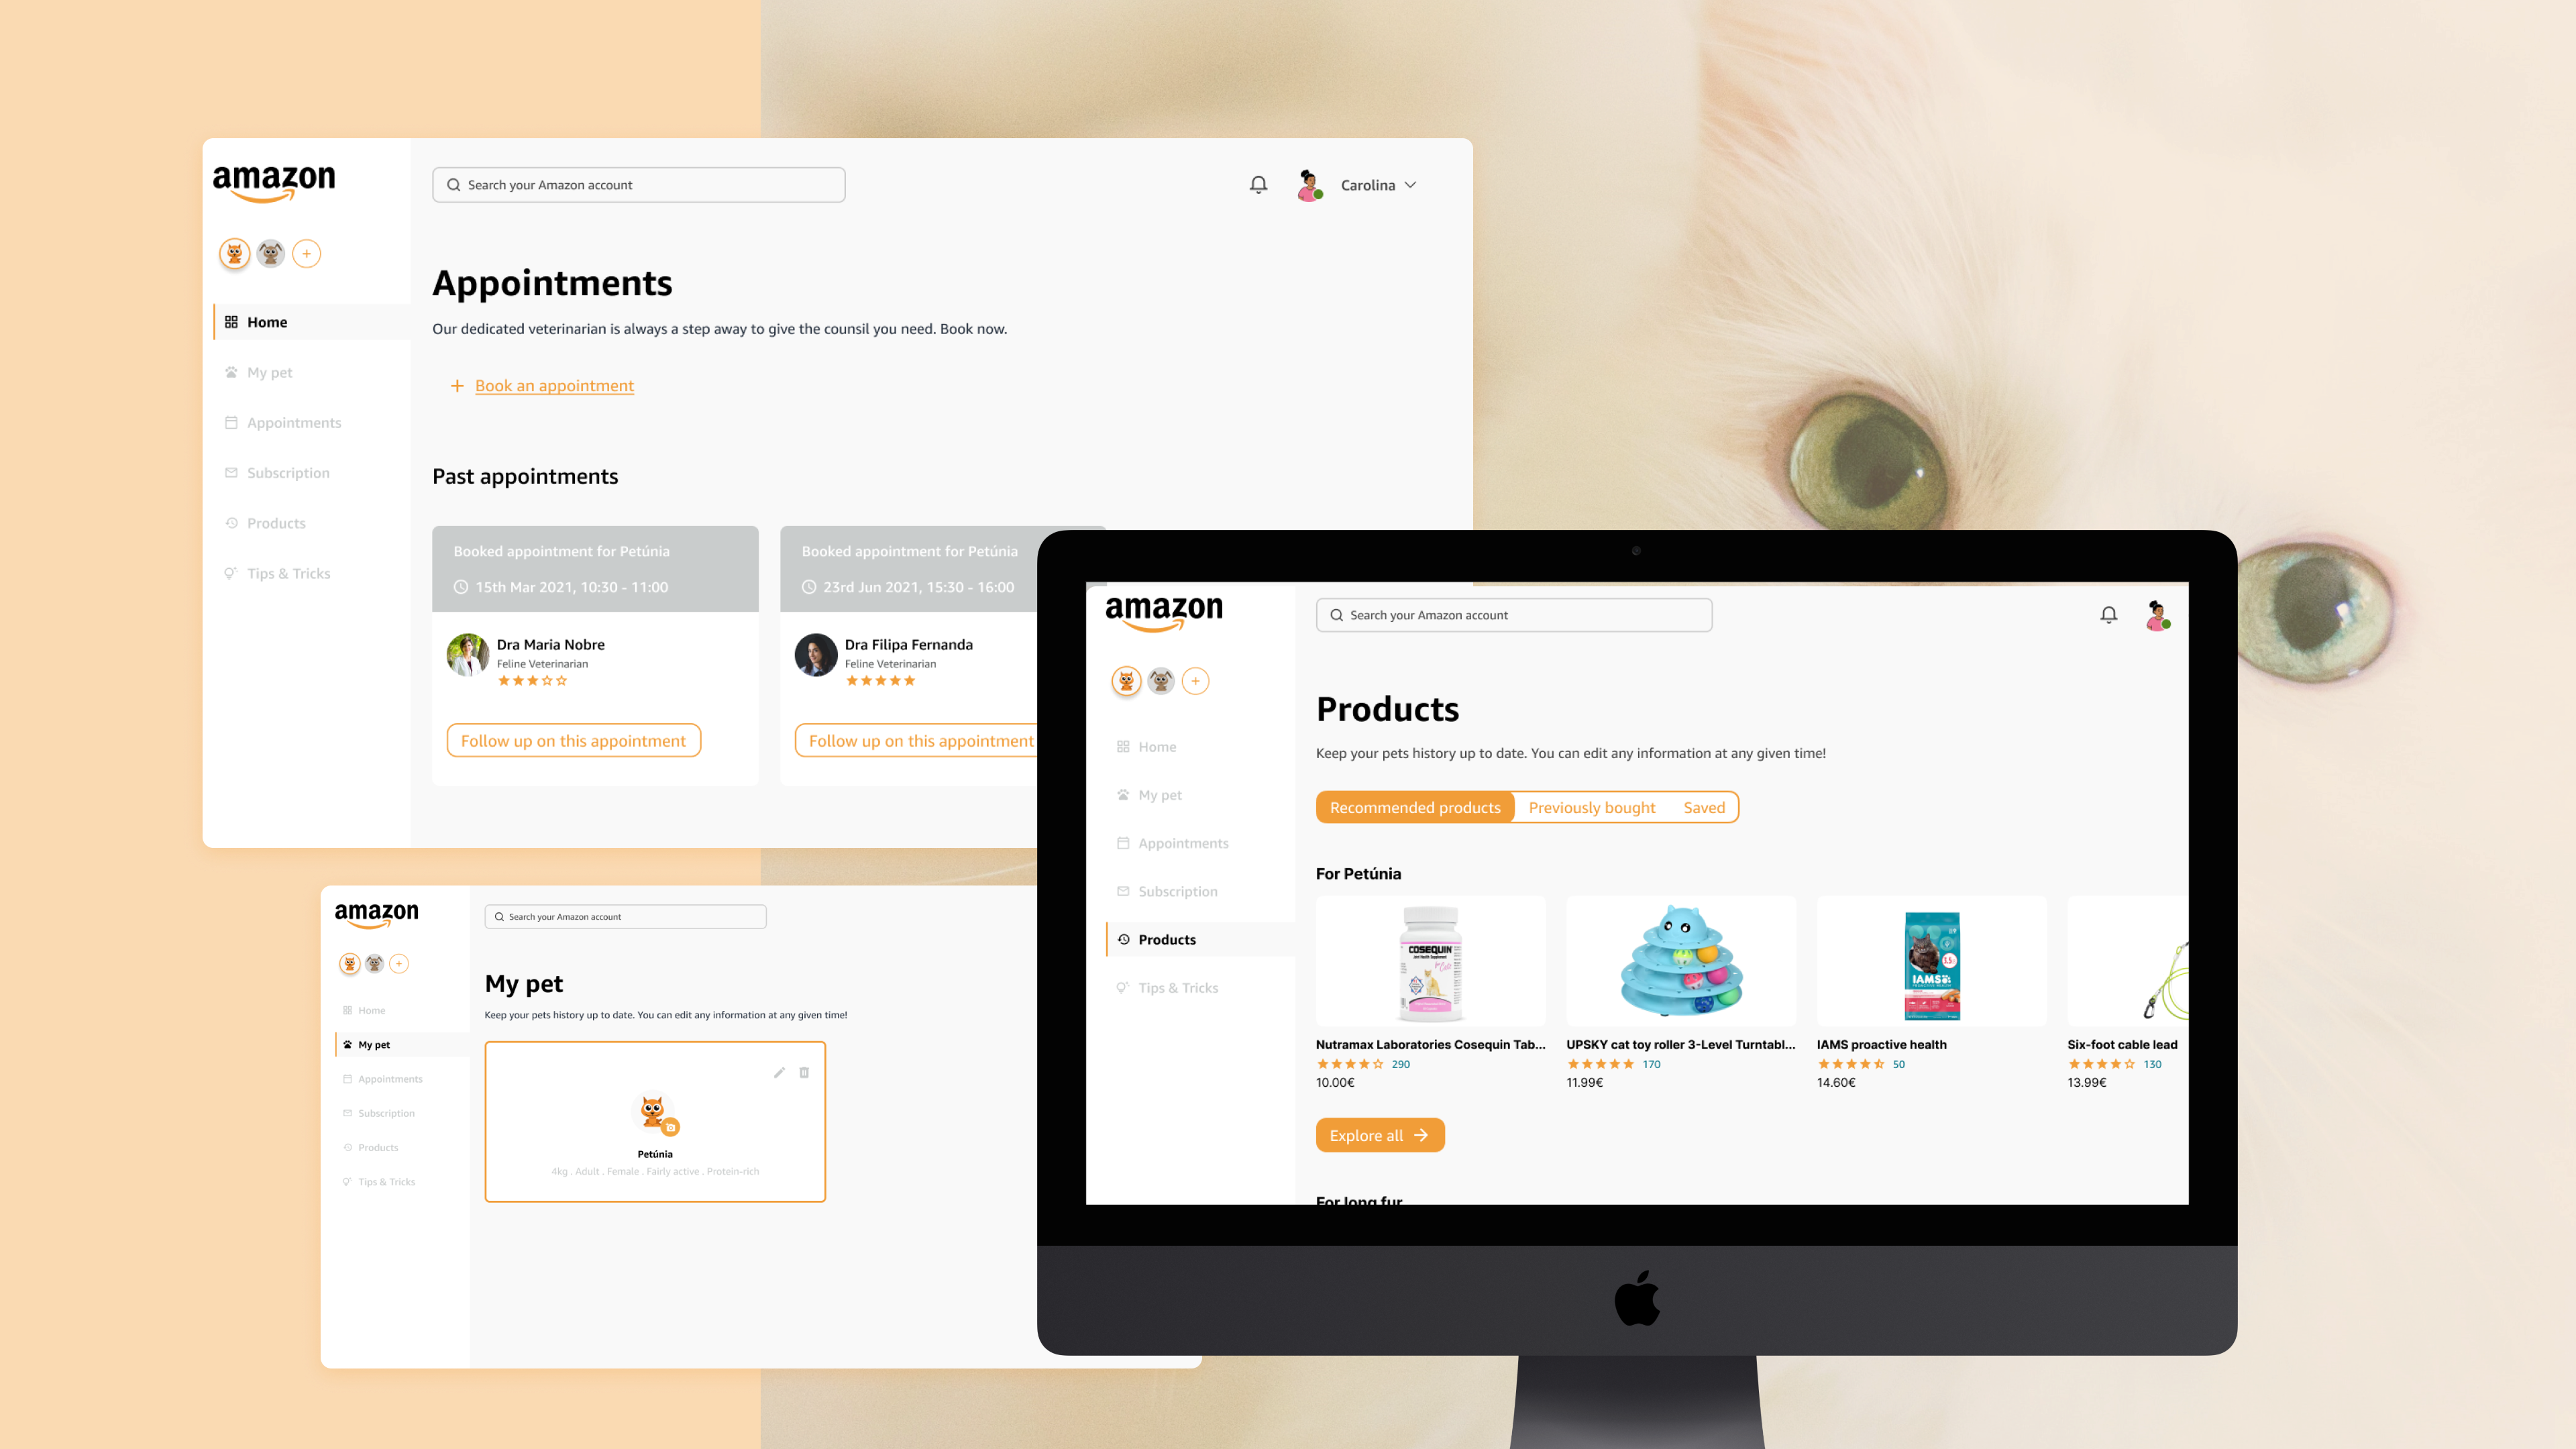 amazon
Search your Amazon account
Carolina
Home
My pet
Appointments
Subscription
Products
Tips & Tricks
Appointments
Our dedicated veterinarian is always a step away to give the counsil you need. Book now.
+ Book an appointment
Past appointments
Booked appointment for Petúnia
15th Mar 2021, 10:30 - 11:00
Dra Maria Nobre
Feline Veterinarian
Follow up on this appointment
Booked appointment for Petúnia
23rd Jun 2021, 15:30 - 16:00
Dra Filipa Fernanda
Feline Veterinarian
Follow up on this appointment
amazon
Search your Amazon account
Home
My pet
Appointments
Subscription
Products
Tips & Tricks
My pet
Keep your pets history up to date. You can edit any information at any given time!
Petúnia
4kg . Adult . Female . Fairly active . Protein-rich
amazon
Search your Amazon account
Home
My pet
Appointments
Subscription
Products
Tips & Tricks
Products
Keep your pets history up to date. You can edit any information at any given time!
Recommended products
Previously bought
Saved
For Petúnia
COSEQUIN
for Cats
Nutramax Laboratories Cosequin Tab...
290
10.00€
UPSKY cat toy roller 3-Level Turntabl...
170
11.99€
IAMS
IAMS proactive health
50
14.60€
Six-foot cable lead
130
13.99€
Explore all
For long fur